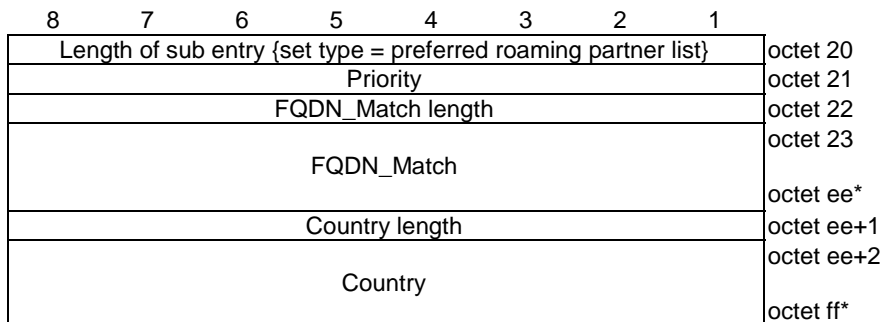 8 7 6 5 4 3 2 1
Length of sub entry {set type = preferred roaming partner list} octet 20
Priority octet 21
FQDN_Match length octet 22
octet 23
FQDN_Match
octet ee*
Country length octet ee+1
octet ee+2
Country
octet ff*